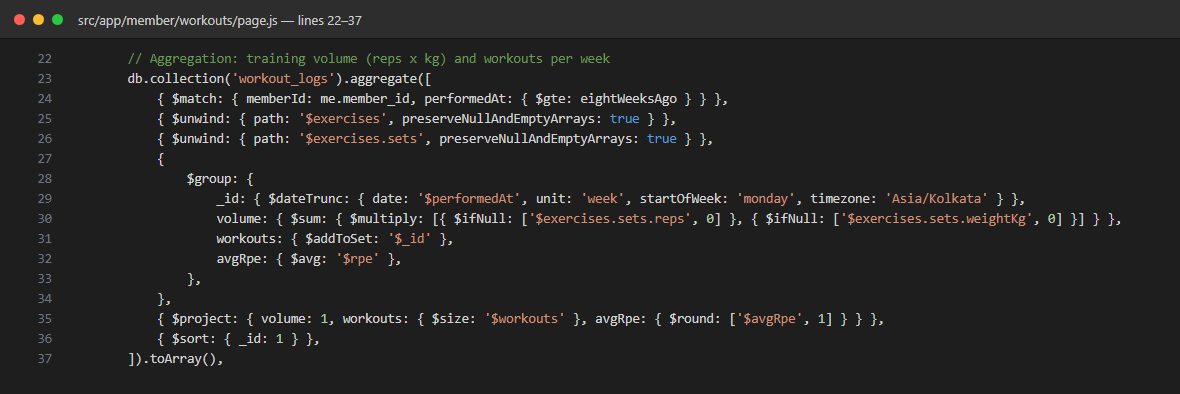 src/app/member/workouts/page.js — lines 22–37
22 // Aggregation: training volume (reps x kg) and workouts per week
23 db.collection('workout_logs').aggregate([
24 { $match: { memberId: me.member_id, performedAt: { $gte: eightWeeksAgo } } },
25 { $unwind: { path: '$exercises', preserveNullAndEmptyArrays: true } },
26 { $unwind: { path: '$exercises.sets', preserveNullAndEmptyArrays: true } },
27 {
28 $group: {
29 _id: { $dateTrunc: { date: '$performedAt', unit: 'week', startOfWeek: 'monday', timezone: 'Asia/Kolkata' } },
30 volume: { $sum: { $multiply: [{ $ifNull: ['$exercises.sets.reps', 0] }, { $ifNull: ['$exercises.sets.weightKg', 0] }] } },
31 workouts: { $addToSet: '$_id' },
32 avgRpe: { $avg: '$rpe' },
33 },
34 },
35 { $project: { volume: 1, workouts: { $size: '$workouts' }, avgRpe: { $round: ['$avgRpe', 1] } } },
36 { $sort: { _id: 1 } },
37 ]).toArray(),